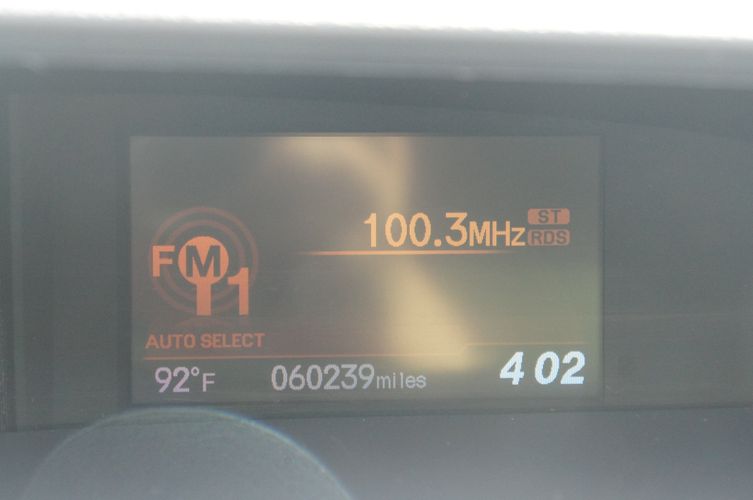 100.3MHz ST
RDS
FM1
AUTO SELECT
92°F 060239miles 4 02